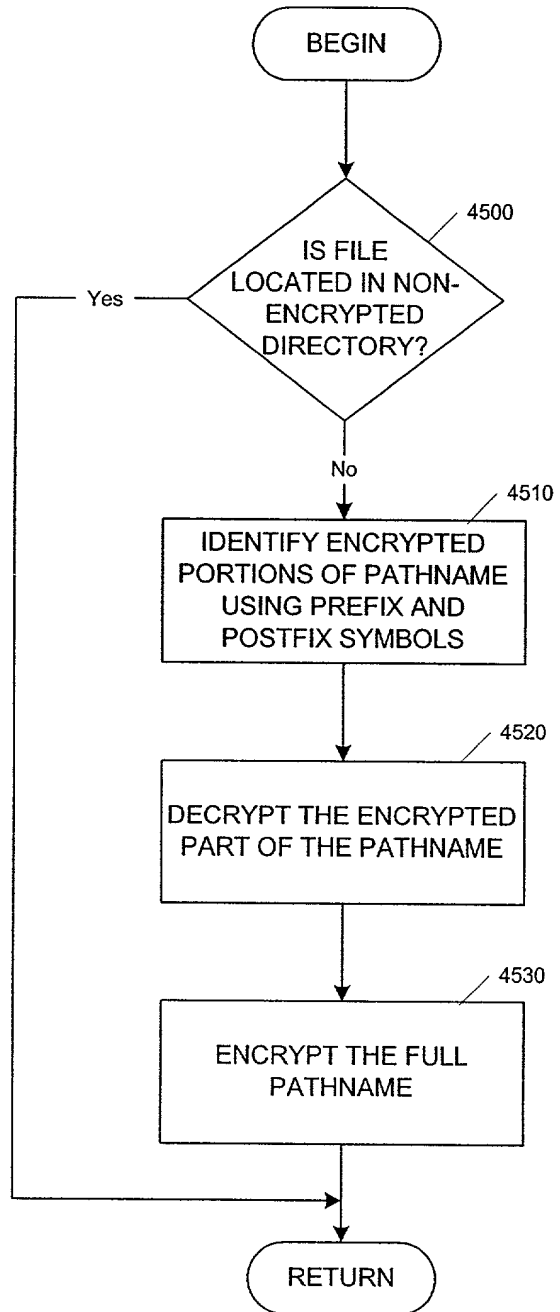 BEGIN
4500
IS FILE
LOCATED IN NON-
ENCRYPTED
DIRECTORY?
Yes
No
4510
IDENTIFY ENCRYPTED
PORTIONS OF PATHNAME
USING PREFIX AND
POSTFIX SYMBOLS
4520
DECRYPT THE ENCRYPTED
PART OF THE PATHNAME
4530
ENCRYPT THE FULL
PATHNAME
RETURN